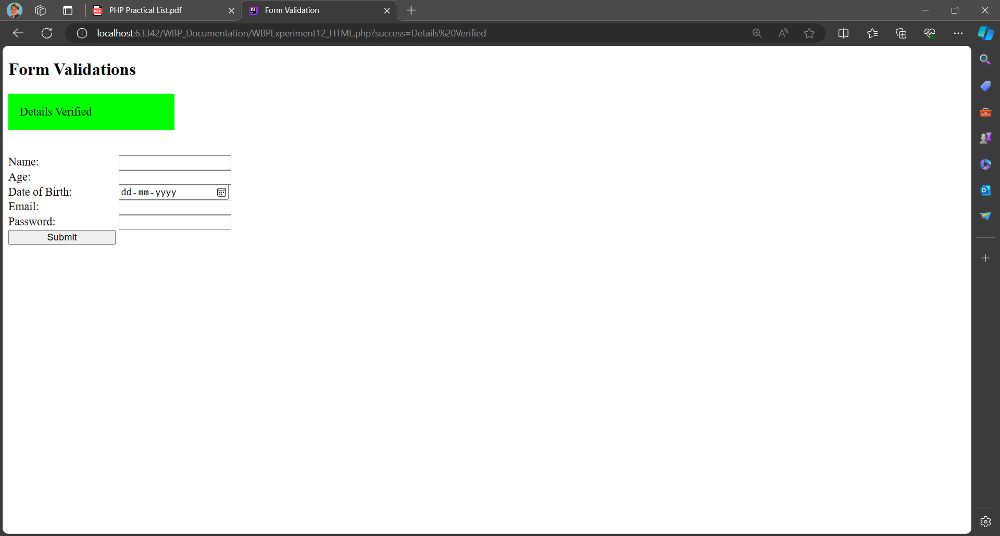 PHP Practical List.pdf
Form Validation
localhost:63342/WBP_Documentation/WBPExperiment12_HTML.php?success=Details%20Verified
Form Validations
Details Verified
Name:
Age:
Date of Birth: dd-mm-yyyy
Email:
Password:
Submit